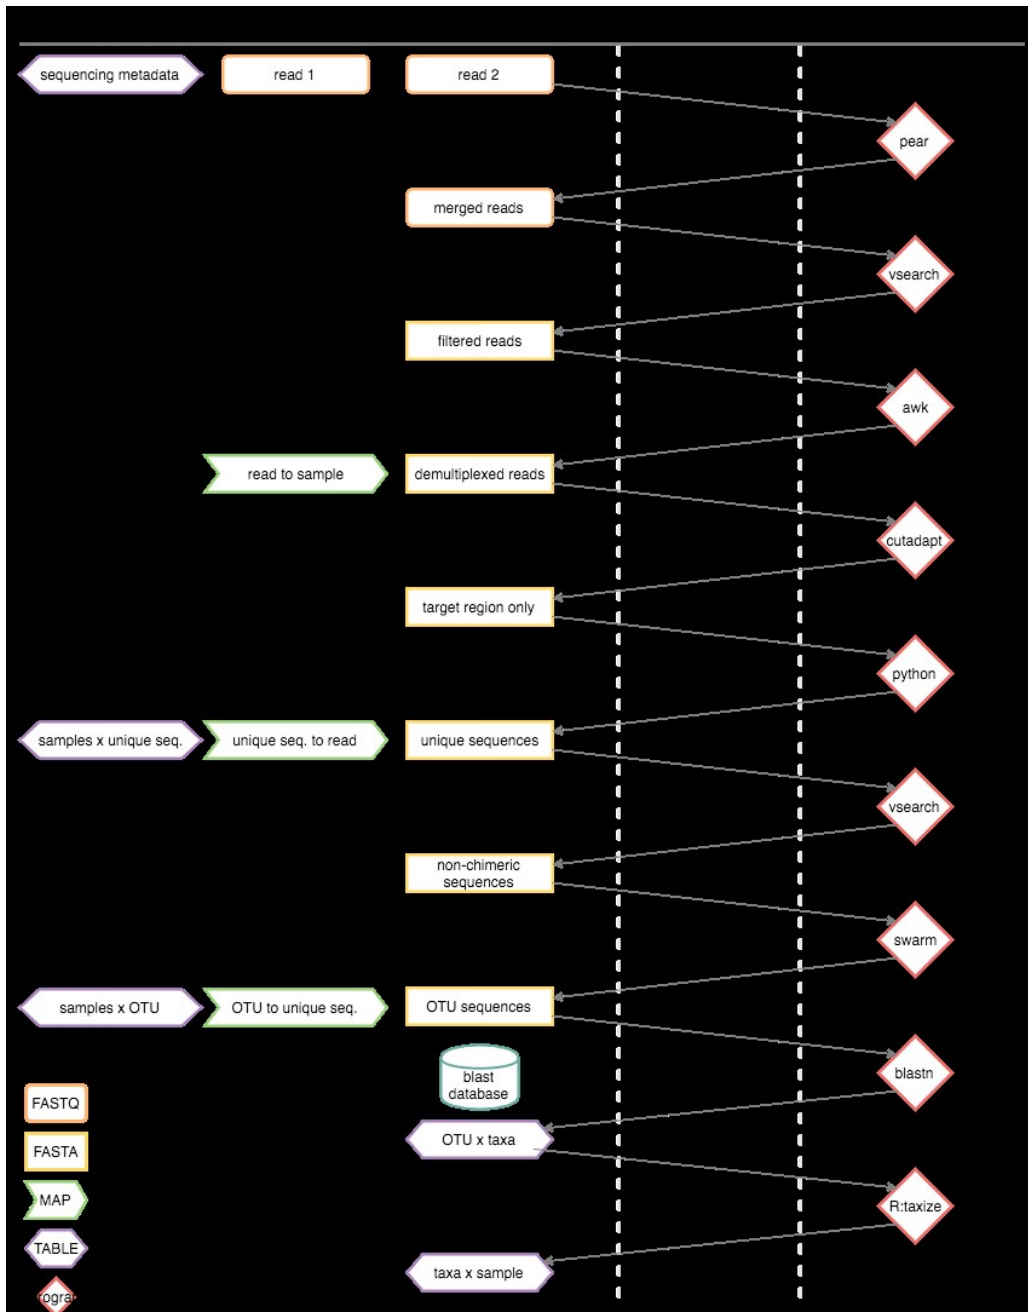 sequencing metadata
read 1
read 2
pear
merged reads
vsearch
filtered reads
awk
read to sample
demultiplexed reads
cutadapt
target region only
python
samples x unique seq.
unique seq. to read
unique sequences
vsearch
non-chimeric
sequences
swarm
samples x OTU
OTU to unique seq.
OTU sequences
blast
database
blastn
OTU x taxa
R:taxize
taxa x sample
FASTQ
FASTA
MAP
TABLE